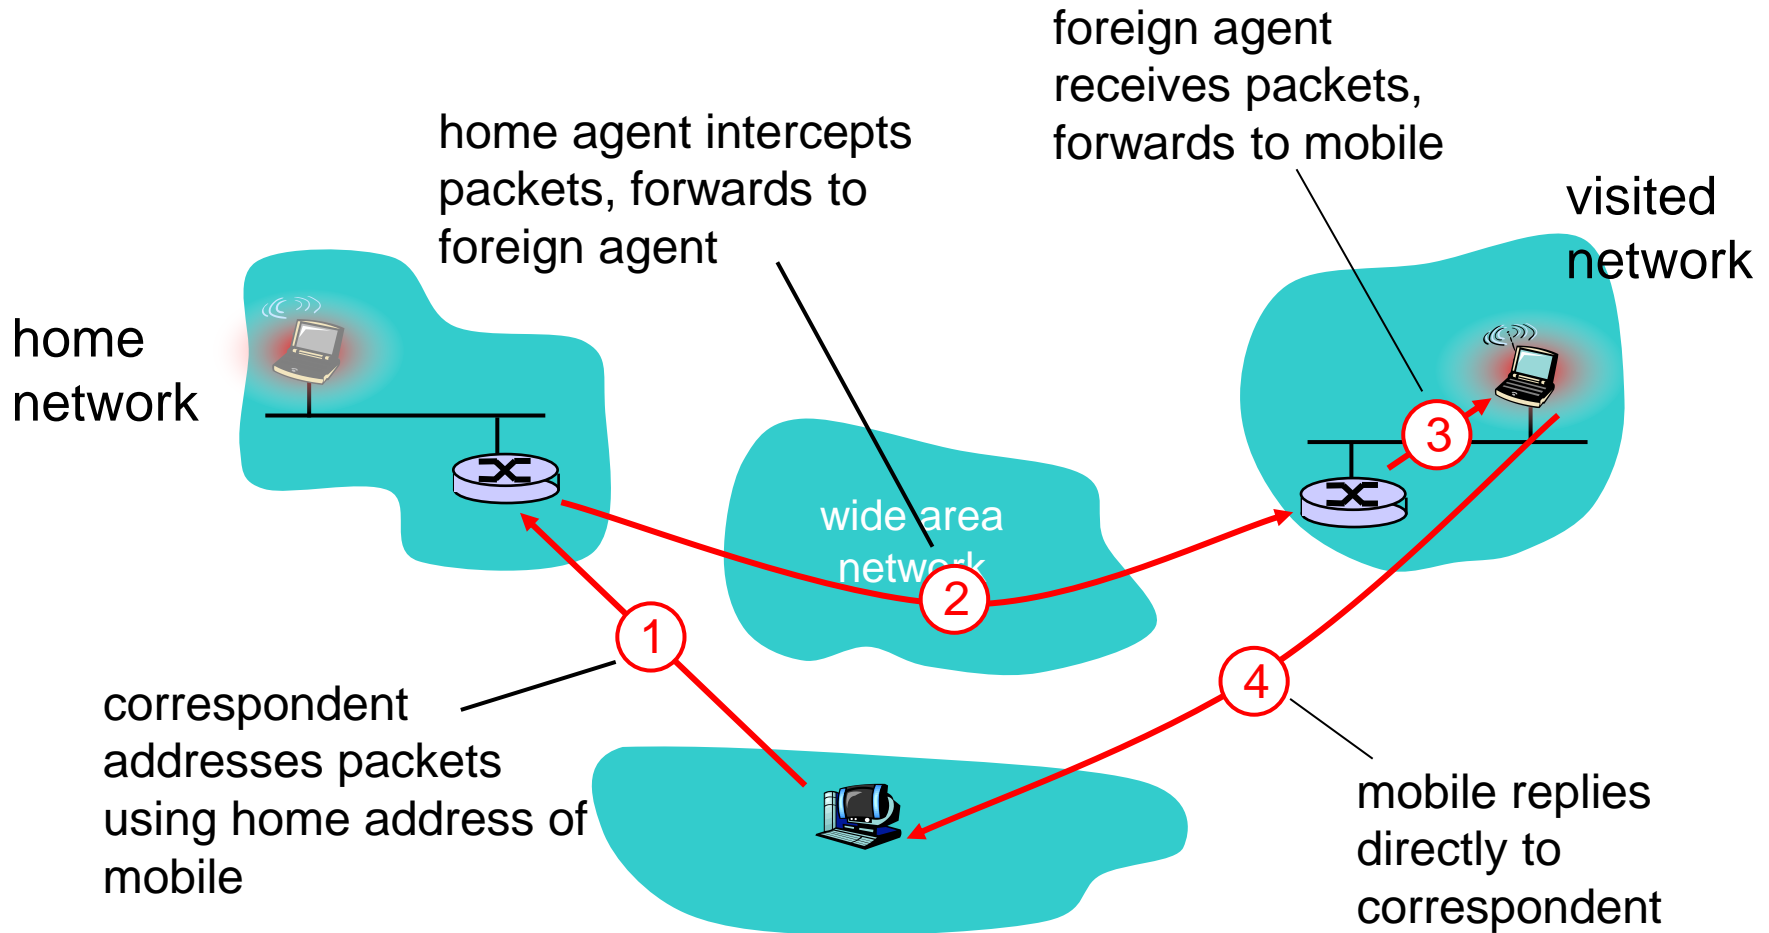 foreign agent
receives packets,
forwards to mobile
home agent intercepts
packets, forwards to
foreign agent
visited
network
home
network
3
wide area
network
2
1
4
correspondent
addresses packets
using home address of
mobile
mobile replies
directly to
correspondent